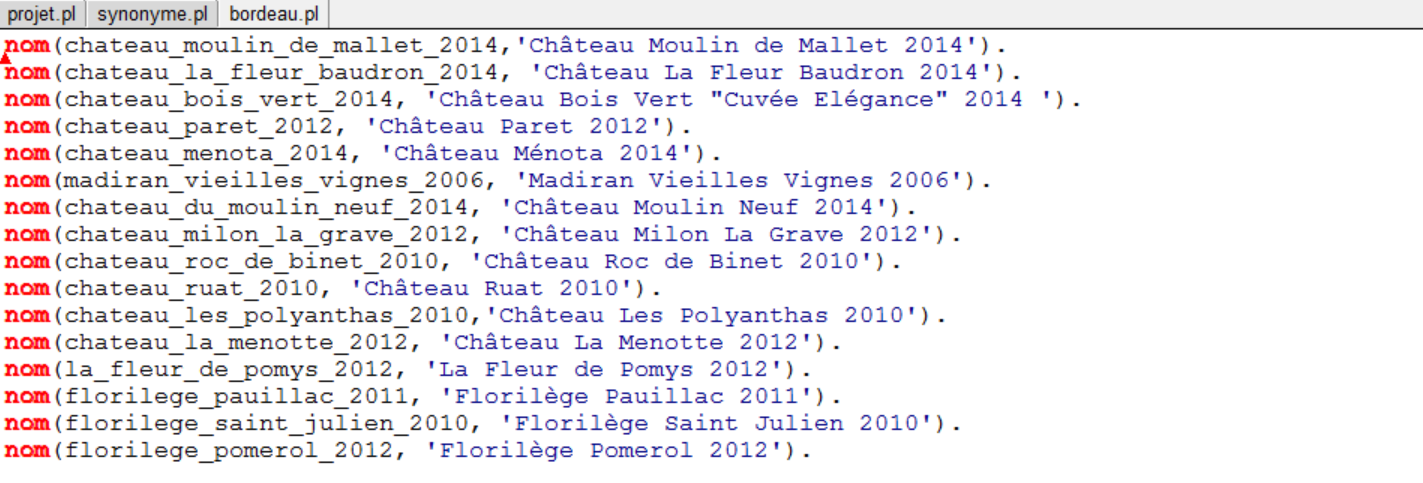 projet.pl synonyme.pl bordeau.pl
nom(chateau_moulin_de_mallet_2014,'Château Moulin de Mallet 2014').
nom(chateau_la_fleur_baudron_2014, 'Château La Fleur Baudron 2014').
nom(chateau_bois_vert_2014, 'Château Bois Vert "Cuvée Elégance" 2014 ').
nom(chateau_paret_2012, 'Château Paret 2012').
nom(chateau_menota_2014, 'Château Ménota 2014').
nom(madiran_vieilles_vignes_2006, 'Madiran Vieilles Vignes 2006').
nom(chateau_du_moulin_neuf_2014, 'Château Moulin Neuf 2014').
nom(chateau_milon_la_grave_2012, 'Château Milon La Grave 2012').
nom(chateau_roc_de_binet_2010, 'Château Roc de Binet 2010').
nom(chateau_ruat_2010, 'Château Ruat 2010').
nom(chateau_les_polyanthas_2010,'Château Les Polyanthas 2010').
nom(chateau_la_menotte_2012, 'Château La Menotte 2012').
nom(la_fleur_de_pomys_2012, 'La Fleur de Pomys 2012').
nom(florilege_pauillac_2011, 'Florilège Pauillac 2011').
nom(florilege_saint_julien_2010, 'Florilège Saint Julien 2010').
nom(florilege_pomerol_2012, 'Florilège Pomerol 2012').